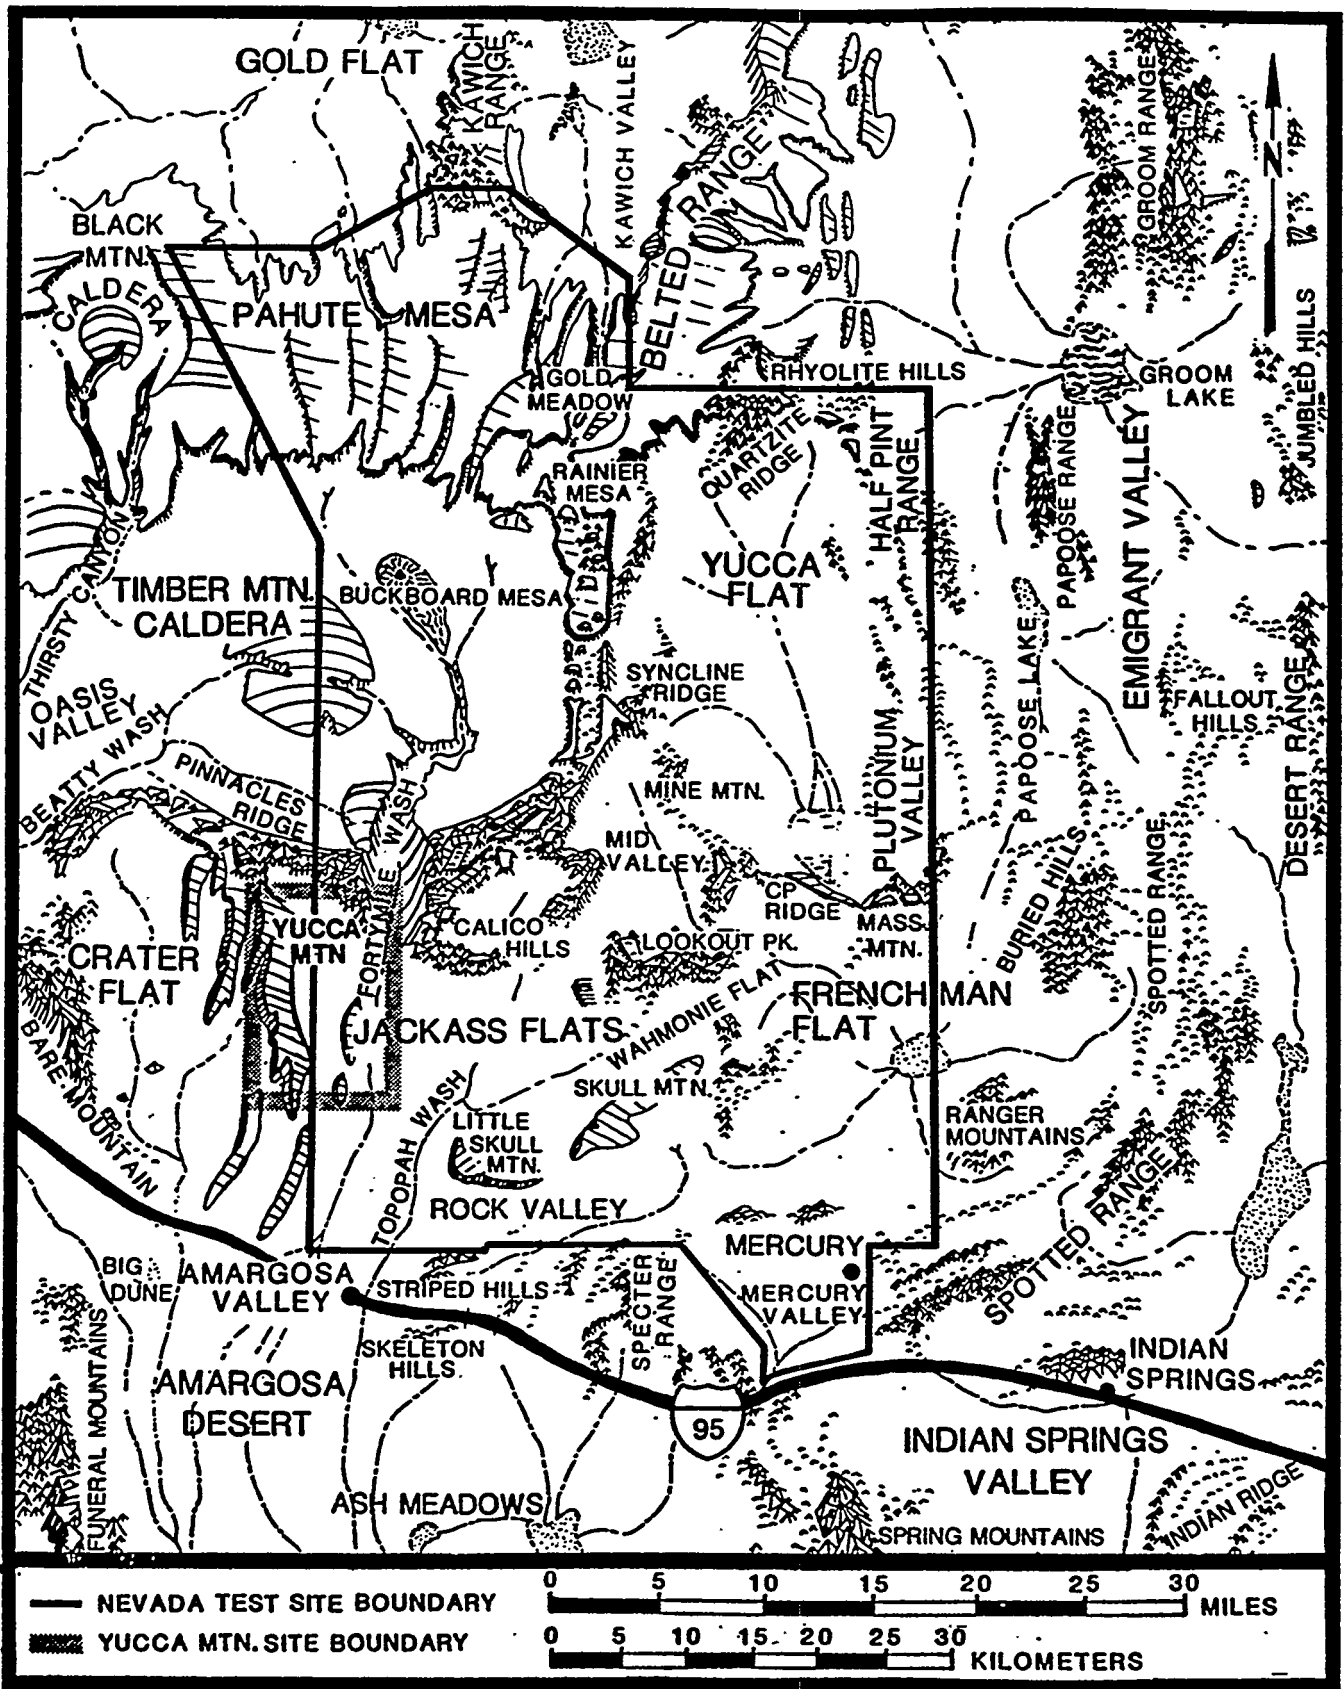 GOLD FLAT
KAWICH
RANGE
KAWICH VALLEY
GROOM RANGE
N
BLACK
MTN.
CALDERA
PAHUTE MESA
BELTED RANGE
GOLD
MEADOW
RHYOLITE HILLS
GROOM
LAKE
JUMBLED HILLS
RAINIER
MESA
QUARTZITE
RIDGE
HALF PINT
RANGE
PAPOOSE RANGE
EMIGRANT VALLEY
THIRSTY CANYON
TIMBER MTN.
CALDERA
BUCKBOARD MESA
YUCCA
FLAT
OASIS
VALLEY
SYNCLINE
RIDGE
PLUTONIUM
VALLEY
PAPOOSE LAKE
FALLOUT
HILLS
DESERT RANGE
BEATTY WASH
PINNACLES
RIDGE
MINE MTN.
MID
VALLEY
FORTYMILE WASH
CP
RIDGE
MASS.
MTN.
BURIED HILLS
SPOTTED RANGE
YUCCA
MTN
CALICO
HILLS
LOOKOUT PK.
CRATER
FLAT
BARE MOUNTAIN
JACKASS FLATS
WAHMONIE FLAT
FRENCHMAN
FLAT
SKULL MTN.
TOPOPAH WASH
LITTLE
SKULL
MTN.
RANGER
MOUNTAINS
ROCK VALLEY
SPOTTED RANGE
MERCURY
MERCURY
VALLEY
BIG
DUNE
AMARGOSA
VALLEY
STRIPED HILLS
SPECTER
RANGE
SKELETON
HILLS
INDIAN
SPRINGS
FUNERAL MOUNTAINS
AMARGOSA
DESERT
95
INDIAN SPRINGS
VALLEY
ASH MEADOWS
SPRING MOUNTAINS
INDIAN RIDGE
NEVADA TEST SITE BOUNDARY
0 5 10 15 20 25 30
MILES
YUCCA MTN. SITE BOUNDARY
0 5 10 15 20 25 30
KILOMETERS